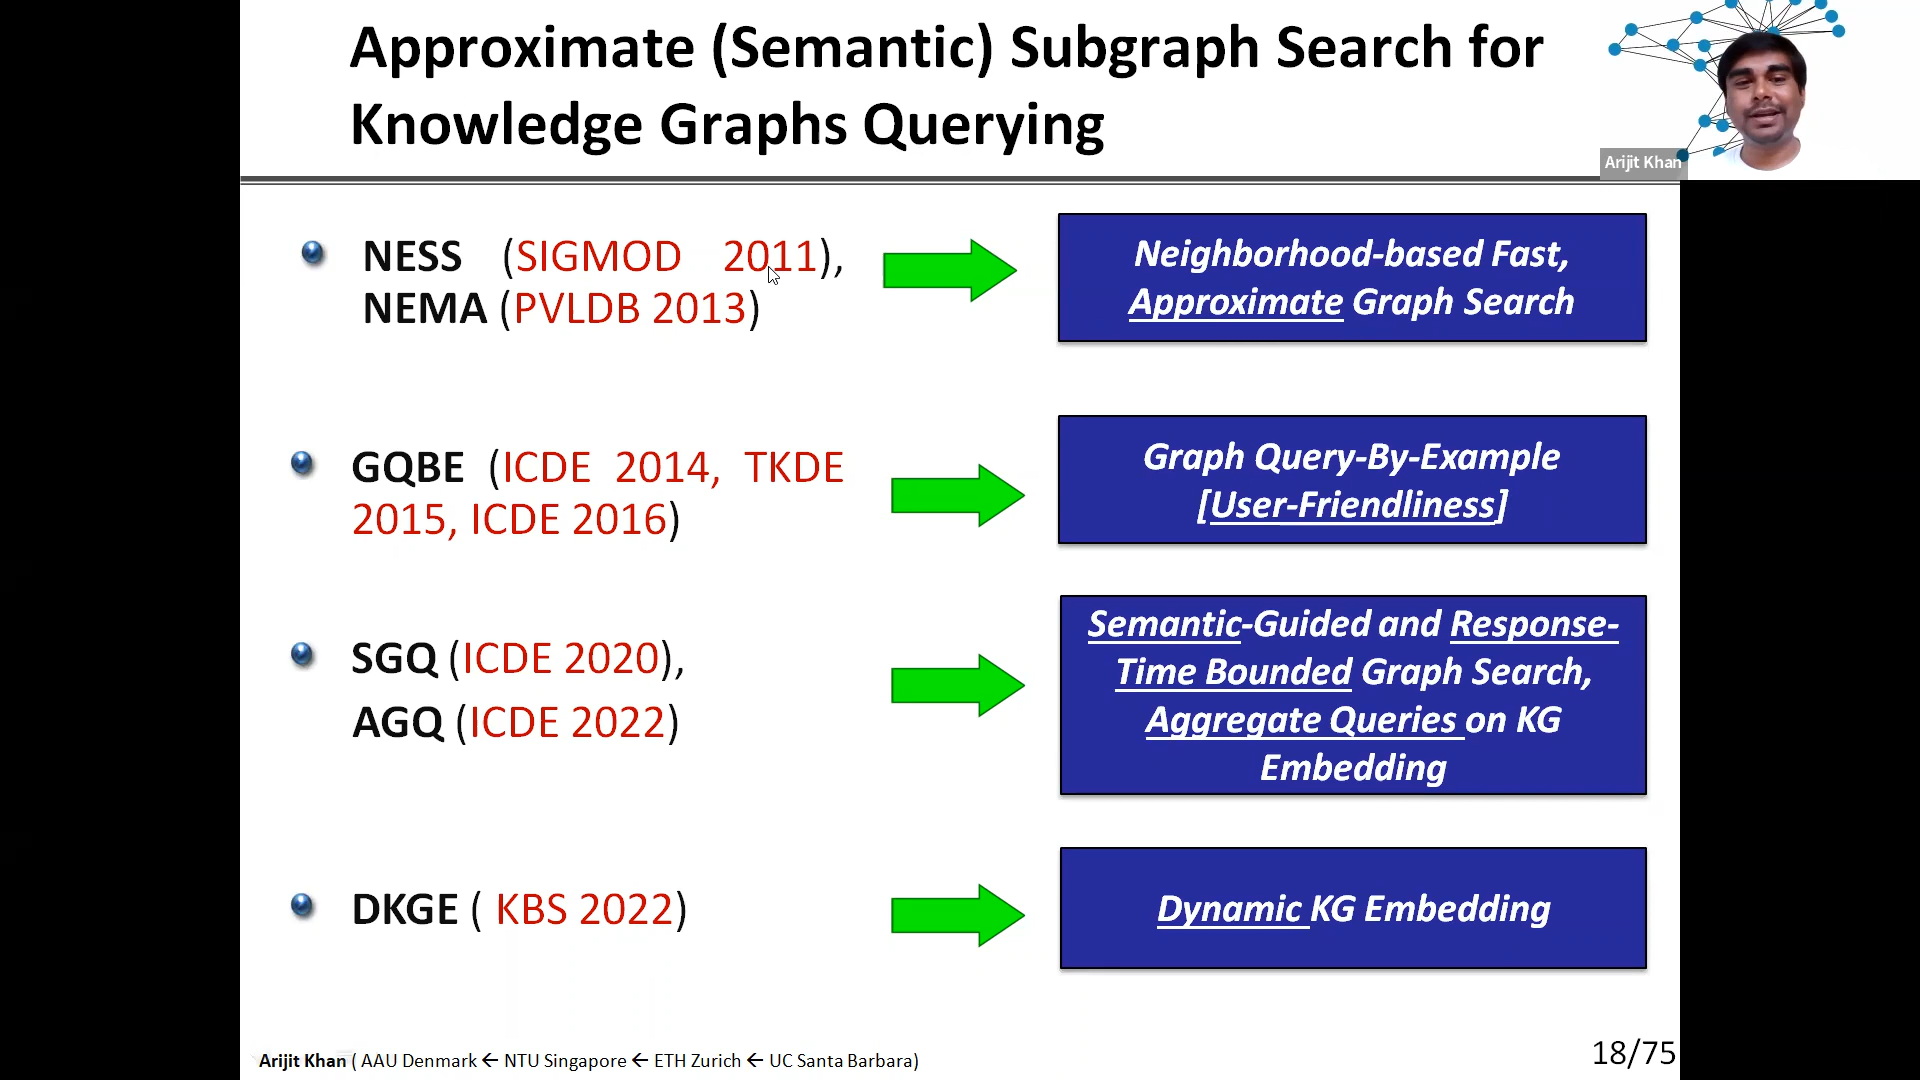 Approximate (Semantic) Subgraph Search for
Knowledge Graphs Querying
Arijit Khan
NESS (SIGMOD 2011),
NEMA (PVLDB 2013)
Neighborhood-based Fast,
Approximate Graph Search
GQBE (ICDE 2014, TKDE
2015, ICDE 2016)
Graph Query-By-Example
[User-Friendliness]
SGQ (ICDE 2020),
AGQ (ICDE 2022)
Semantic-Guided and Response-
Time Bounded Graph Search,
Aggregate Queries on KG
Embedding
DKGE ( KBS 2022)
Dynamic KG Embedding
Arijit Khan ( AAU Denmark ← NTU Singapore ← ETH Zurich ← UC Santa Barbara)
18/75